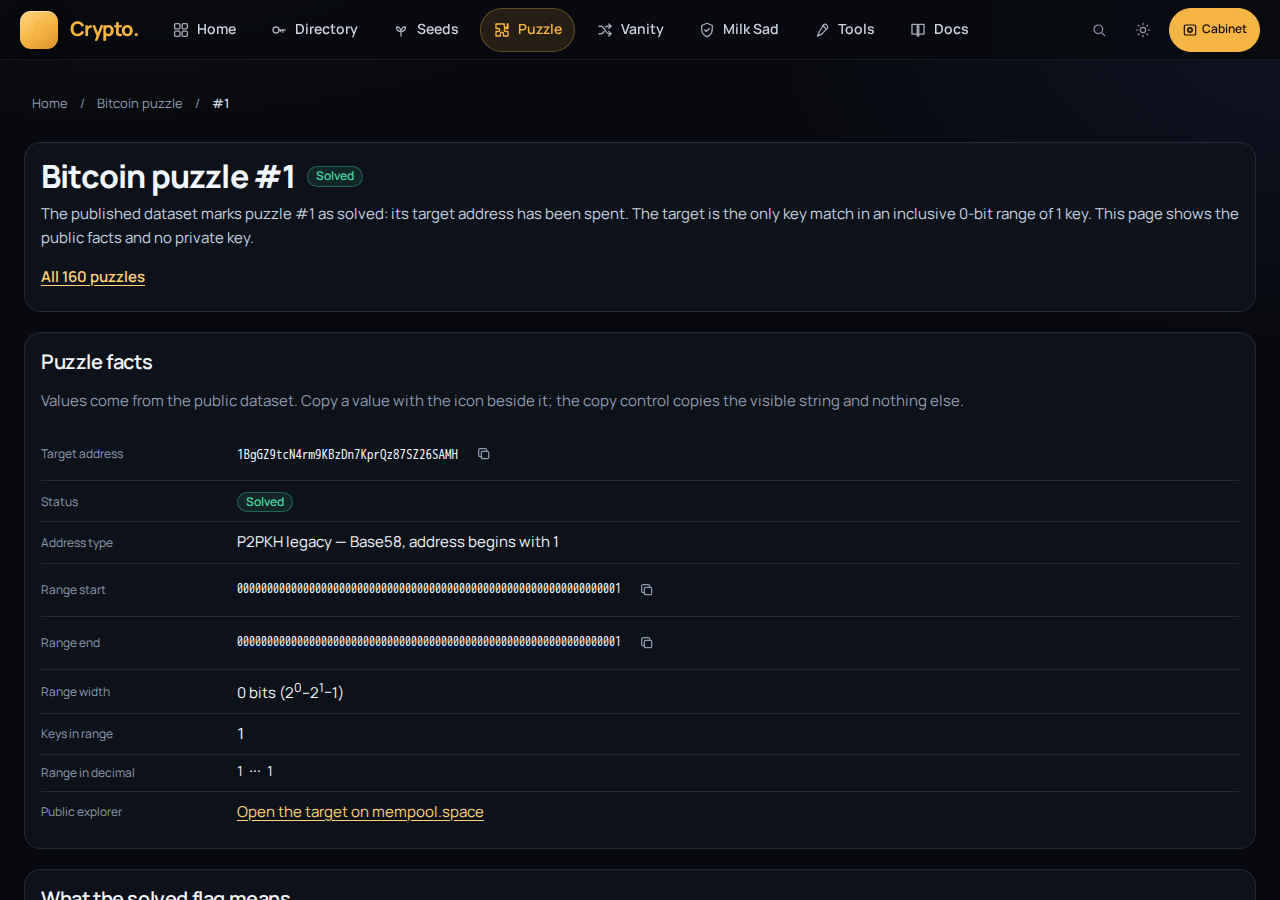 Crypto. Home Directory Seeds Puzzle Vanity Milk Sad Tools Docs Cabinet
Home / Bitcoin puzzle / #1
Bitcoin puzzle #1 Solved
The published dataset marks puzzle #1 as solved: its target address has been spent. The target is the only key match in an inclusive 0-bit range of 1 key. This page shows the
public facts and no private key.
All 160 puzzles
Puzzle facts
Values come from the public dataset. Copy a value with the icon beside it; the copy control copies the visible string and nothing else.
Target address 1BgGZ9tcN4rm9KBzDn7KprQz87SZ26SAMH
Status Solved
Address type P2PKH legacy — Base58, address begins with 1
Range start 0000000000000000000000000000000000000000000000000000000000000001
Range end 0000000000000000000000000000000000000000000000000000000000000001
Range width 0 bits (2⁰–2¹−1)
Keys in range 1
Range in decimal 1 … 1
Public explorer Open the target on mempool.space
What the solved flag means